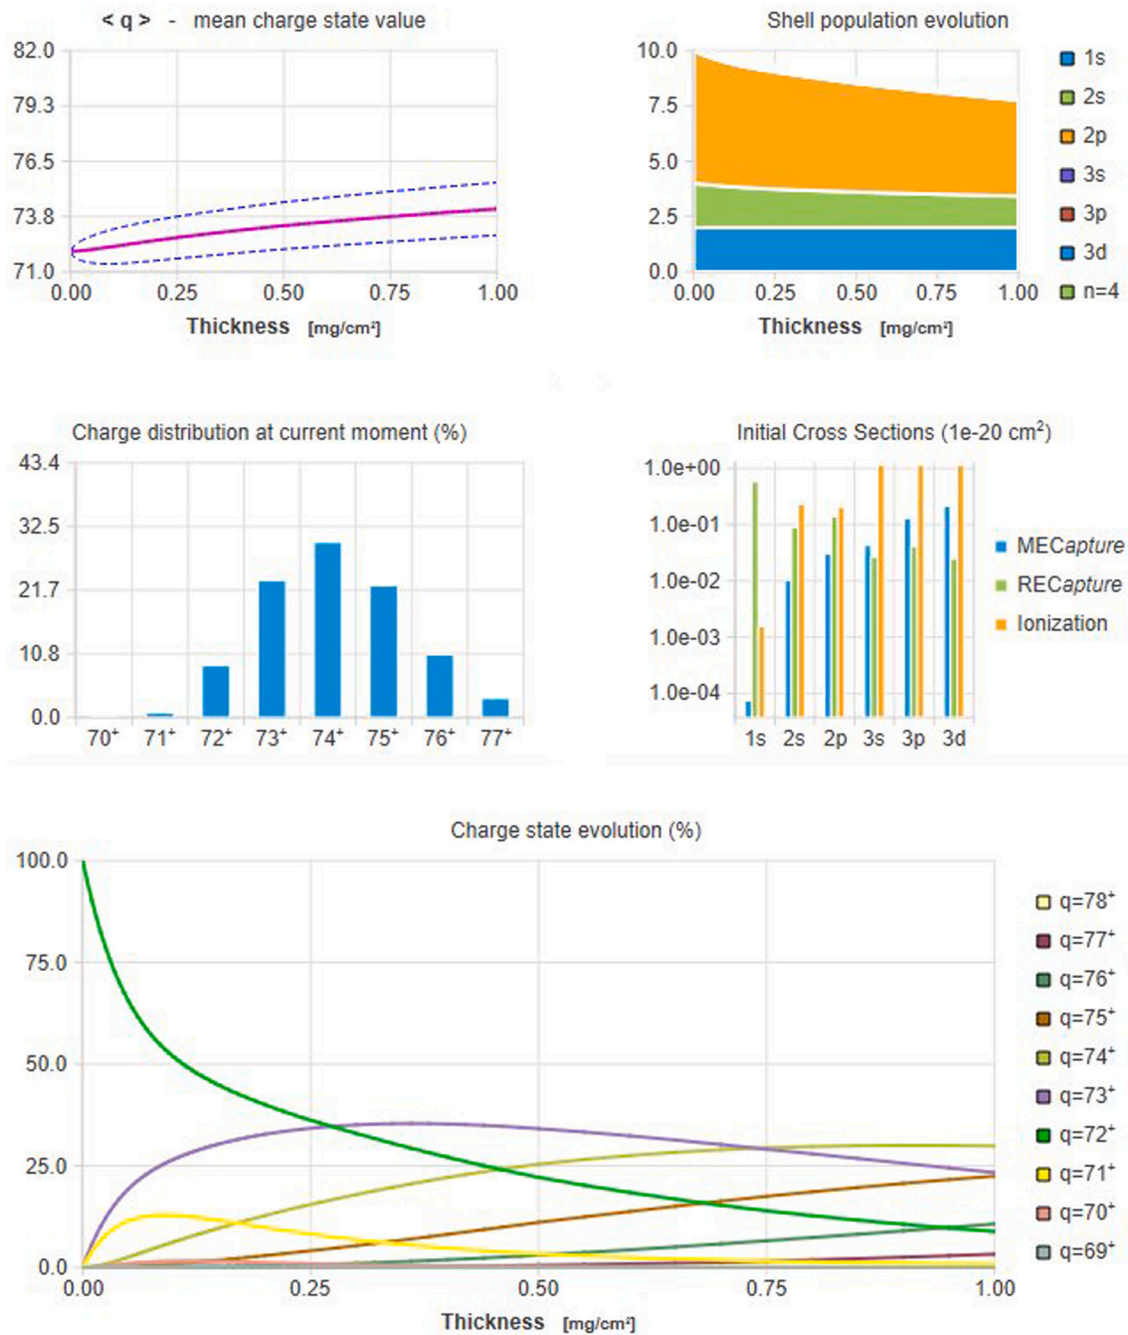 < q > - mean charge state value
82.0
79.3
76.5
73.8
71.0
0.00 0.25 0.50 0.75 1.00
Thickness [mg/cm²]
Shell population evolution
10.0
7.5
5.0
2.5
0.0
0.00 0.25 0.50 0.75 1.00
Thickness [mg/cm²]
1s
2s
2p
3s
3p
3d
n=4
Charge distribution at current moment (%)
43.4
32.5
21.7
10.8
0.0
70⁺ 71⁺ 72⁺ 73⁺ 74⁺ 75⁺ 76⁺ 77⁺
Initial Cross Sections (1e-20 cm²)
1.0e+00
1.0e-01
1.0e-02
1.0e-03
1.0e-04
1s 2s 2p 3s 3p 3d
MECapture
RECapture
Ionization
Charge state evolution (%)
100.0
75.0
50.0
25.0
0.0
0.00 0.25 0.50 0.75 1.00
Thickness [mg/cm²]
q=78⁺
q=77⁺
q=76⁺
q=75⁺
q=74⁺
q=73⁺
q=72⁺
q=71⁺
q=70⁺
q=69⁺